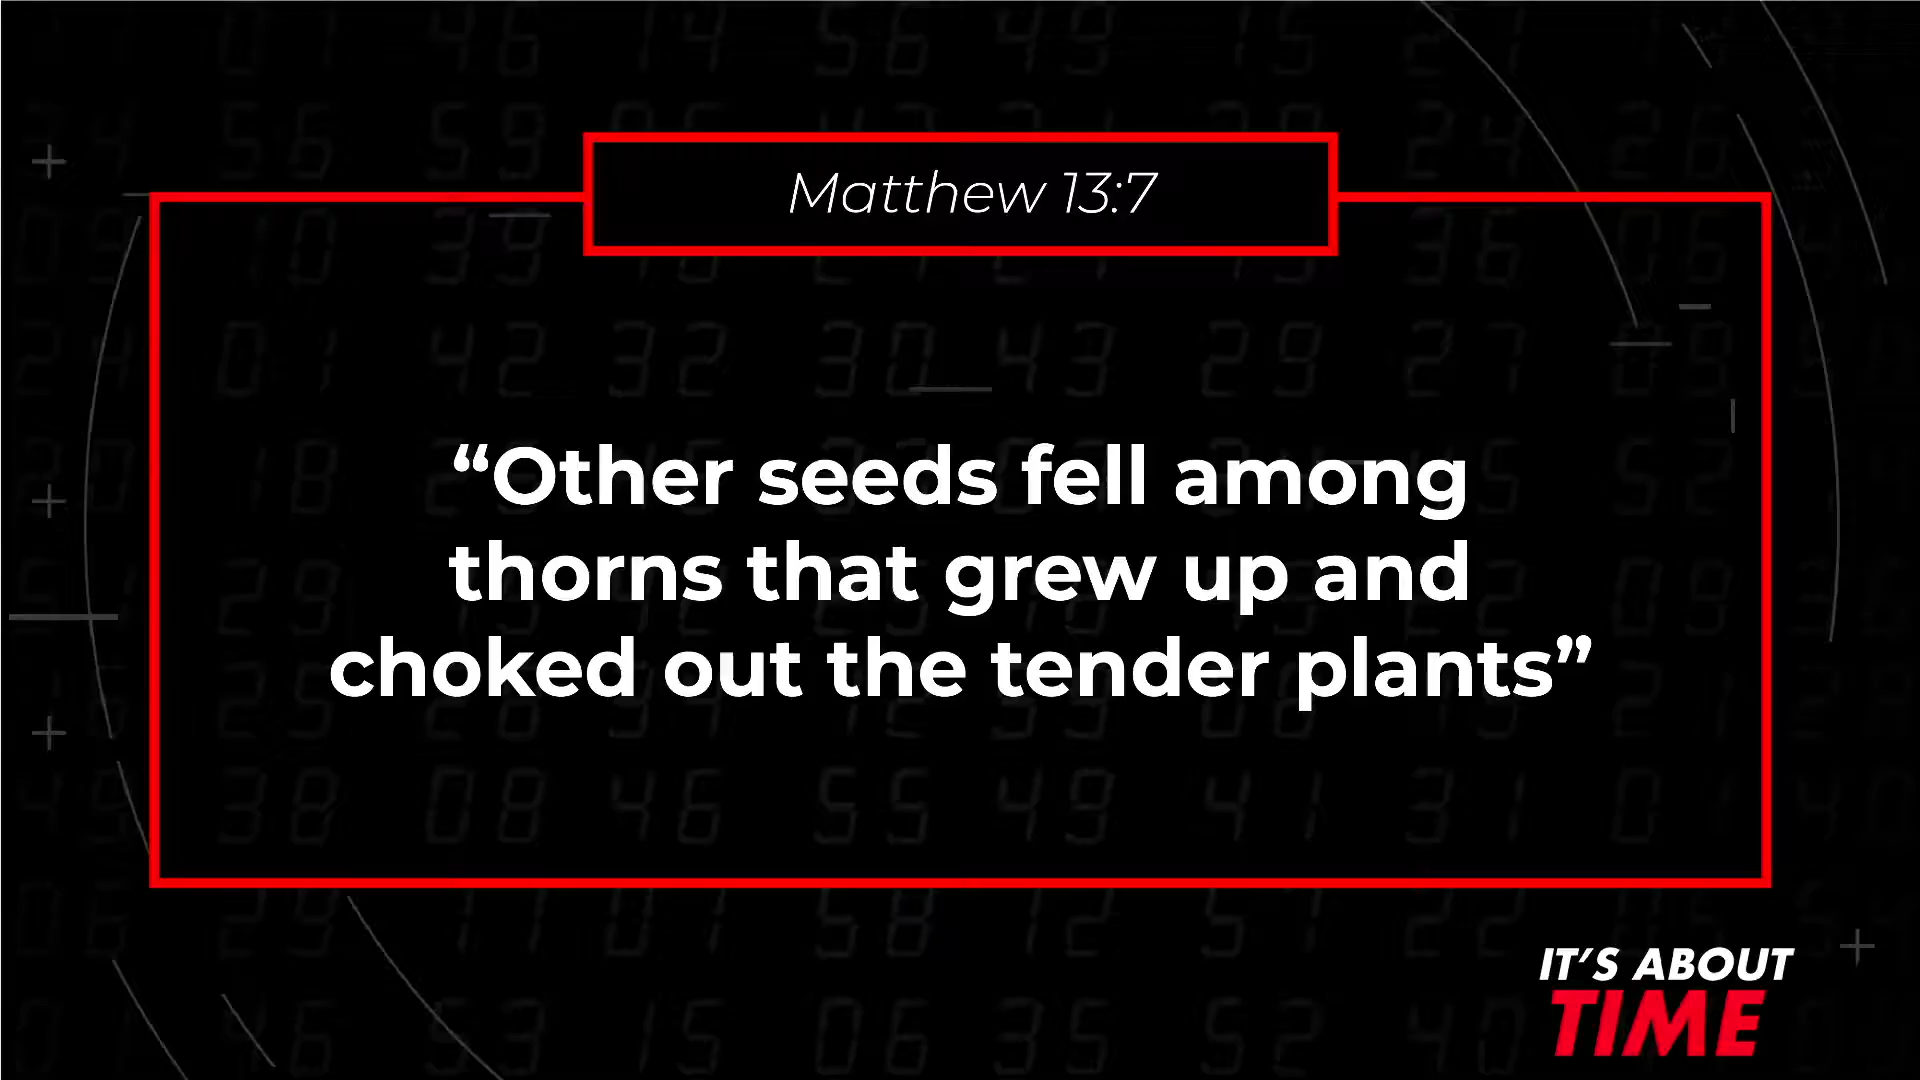 Matthew 13:7
“Other seeds fell among
thorns that grew up and
choked out the tender plants”
IT’S ABOUT
TIME